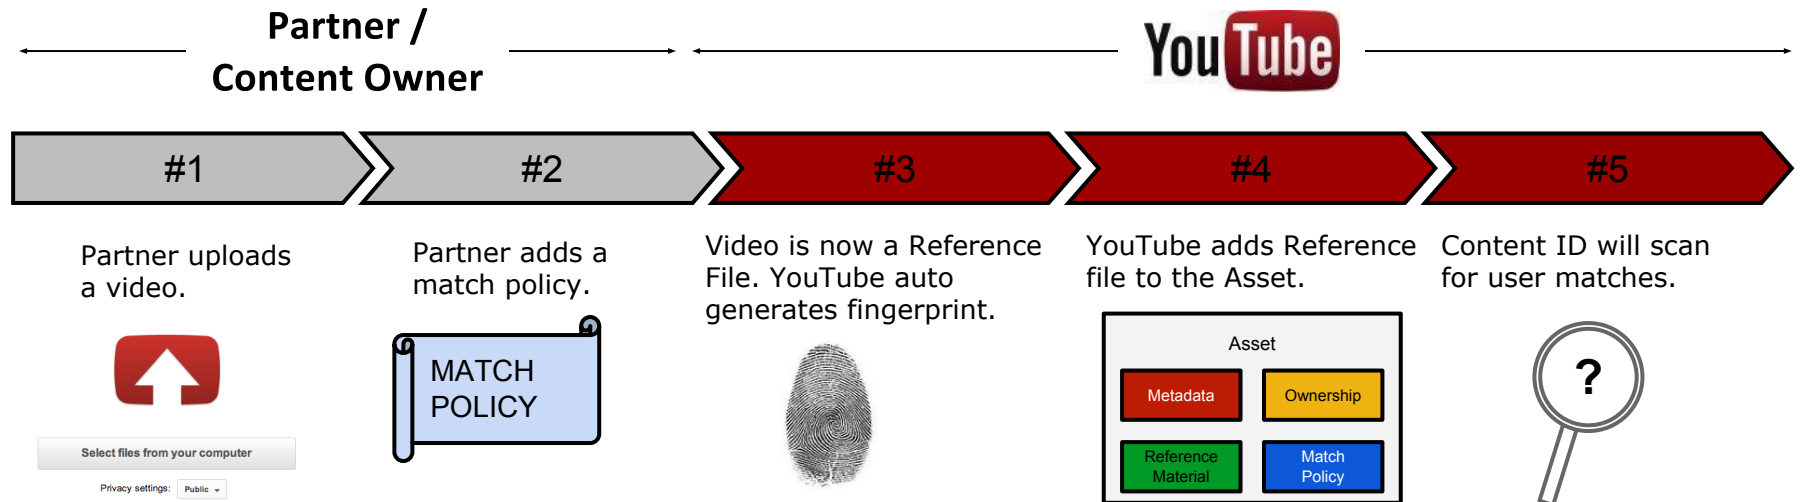 Partner /
Content Owner
YouTube
#1
#2
#3
#4
#5
Partner uploads
a video.
Partner adds a
match policy.
Video is now a Reference
File. YouTube auto
generates fingerprint.
YouTube adds Reference
file to the Asset.
Content ID will scan
for user matches.
Select files from your computer
Privacy settings: Public
MATCH
POLICY
Asset
Metadata
Ownership
Reference
Material
Match
Policy
?